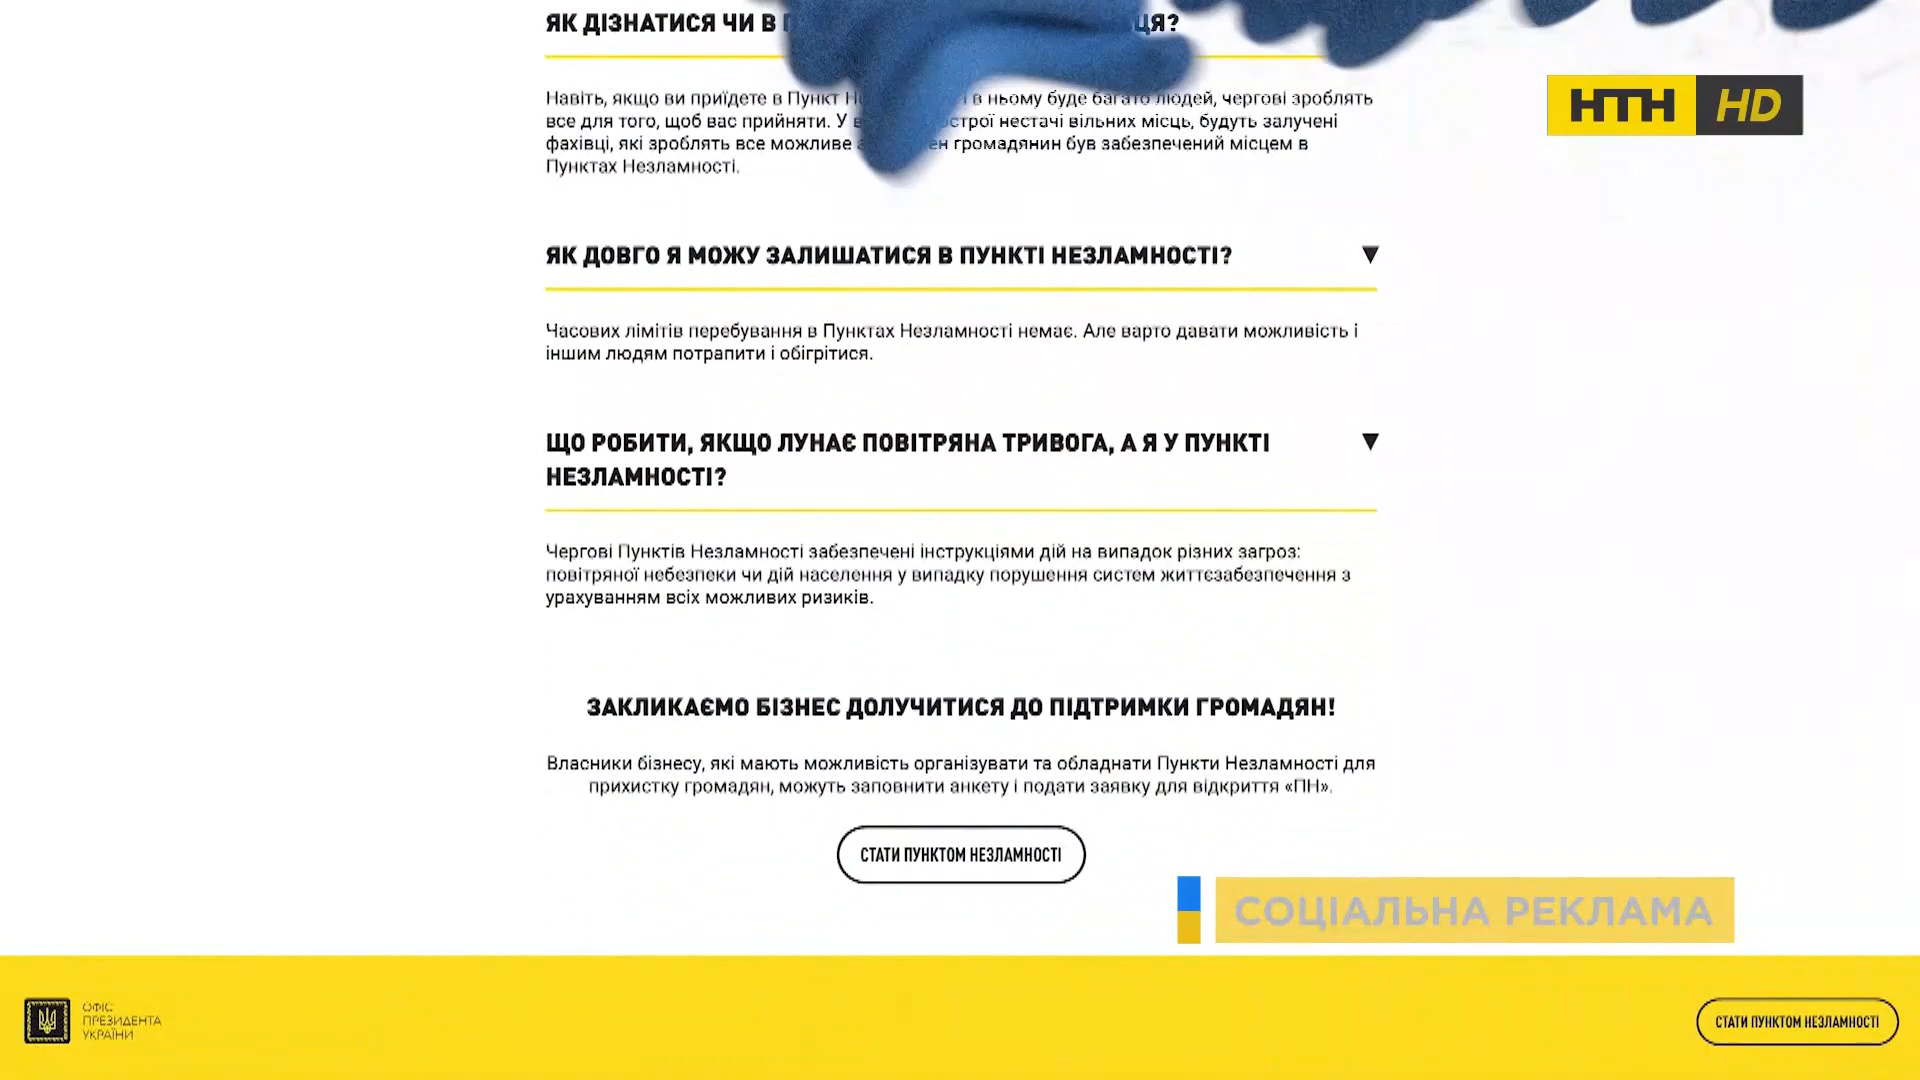 ЯК ДІЗНАТИСЯ ЧИ В ЦЯ?
НТН HD
Навіть, якщо ви приїдете в Пункт в ньому буде багато людей, чергові зроблять
все для того, щоб вас прийняти. У нестачі вільних місць, будуть залучені
фахівці, які зроблять все можливе громадянин був забезпечений місцем в
Пунктах Незламності.
ЯК ДОВГО Я МОЖУ ЗАЛИШАТИСЯ В ПУНКТІ НЕЗЛАМНОСТІ? ▼
Часових лімітів перебування в Пунктах Незламності немає. Але варто давати можливість і
іншим людям потрапити і обігрітися.
ЩО РОБИТИ, ЯКЩО ЛУНАЄ ПОВІТРЯНА ТРИВОГА, А Я У ПУНКТІ ▼
НЕЗЛАМНОСТІ?
Чергові Пунктів Незламності забезпечені інструкціями дій на випадок різних загроз:
повітряної небезпеки чи дій населення у випадку порушення систем життєзабезпечення з
урахуванням всіх можливих ризиків.
ЗАКЛИКАЄМО БІЗНЕС ДОЛУЧИТИСЯ ДО ПІДТРИМКИ ГРОМАДЯН!
Власники бізнесу, які мають можливість організувати та обладнати Пункти Незламності для
прихистку громадян, можуть заповнити анкету і подати заявку для відкриття «ПН».
СТАТИ ПУНКТОМ НЕЗЛАМНОСТІ
СОЦІАЛЬНА РЕКЛАМА
ОФІС
ПРЕЗИДЕНТА
УКРАЇНИ
СТАТИ ПУНКТОМ НЕЗЛАМНОСТІ